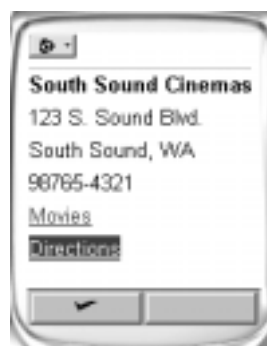 South Sound Cinemas
123 S. Sound Blvd.
South Sound, WA
98765-4321
Movies
Directions